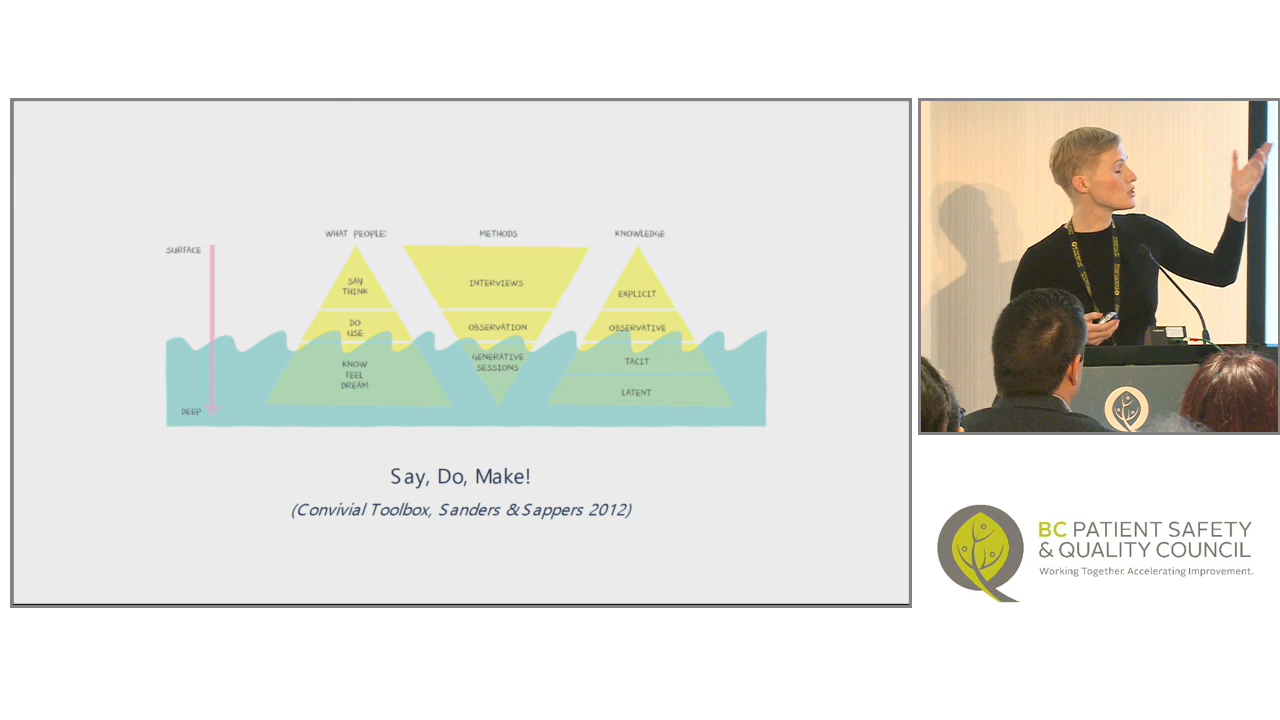 WHAT PEOPLE:
METHODS
KNOWLEDGE
SURFACE
SAY
THINK
INTERVIEWS
EXPLICIT
DO
USE
OBSERVATION
OBSERVATIVE
KNOW
FEEL
DREAM
GENERATIVE
SESSIONS
TACIT
LATENT
DEEP
Say, Do, Make!
(Convivial Toolbox, Sanders & Sappers 2012)
BC PATIENT SAFETY
& QUALITY COUNCIL
Working Together. Accelerating Improvement.